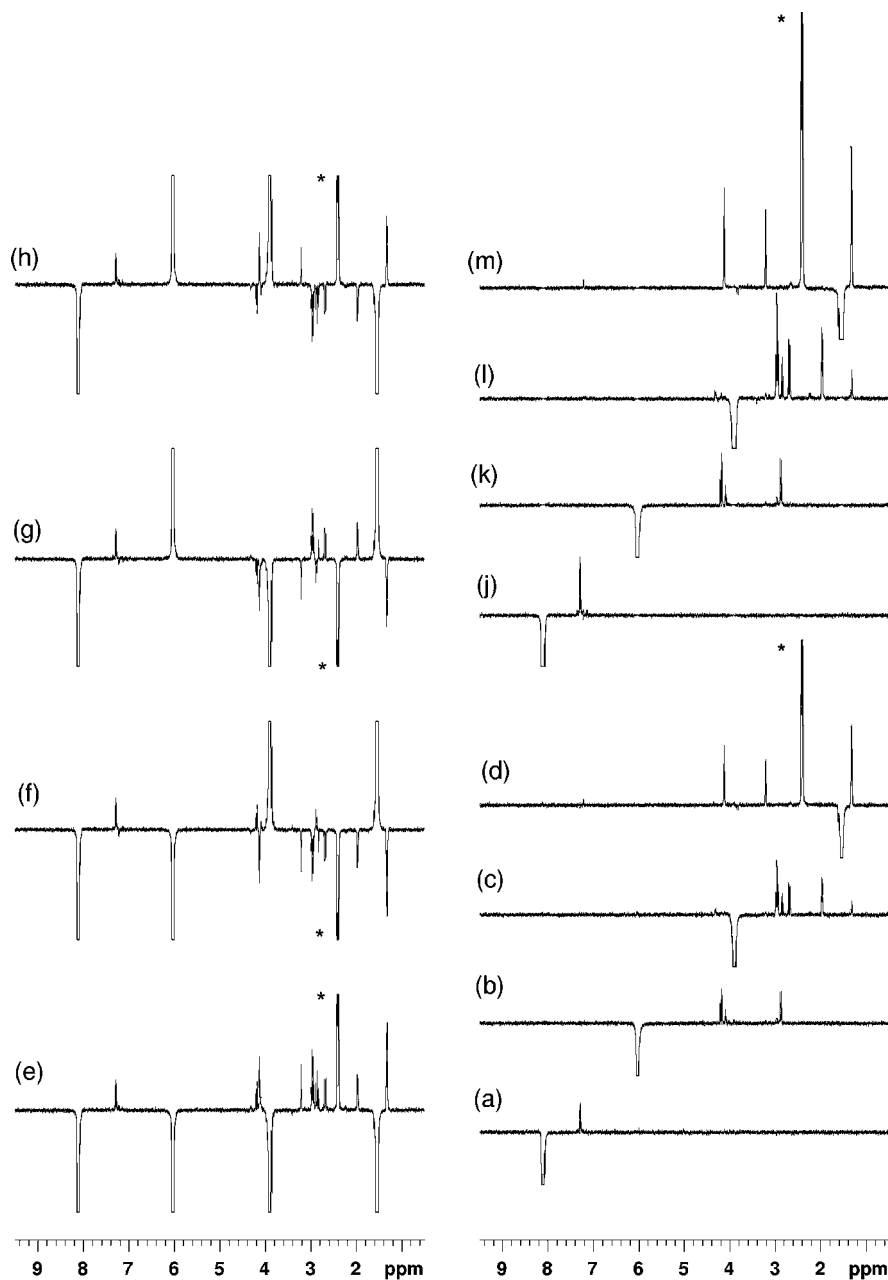 *
(h)
*
(g)
*
(f)
*
*
(e)
9 8 7 6 5 4 3 2 ppm
*
(m)
(l)
(k)
(j)
*
(d)
(c)
(b)
(a)
9 8 7 6 5 4 3 2 ppm